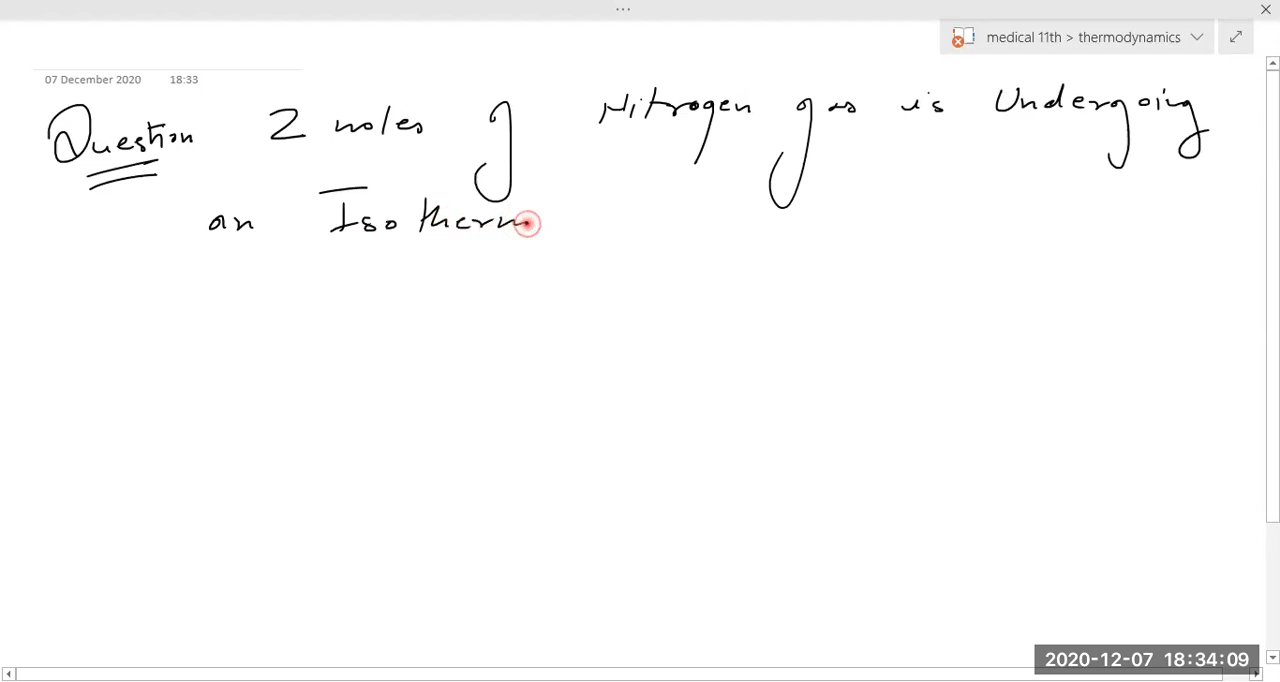 medical 11th > thermodynamics
07 December 2020 18:33
Question 2 moles of Nitrogen gas is Undergoing
an Isotherm
2020-12-07 18:34:09